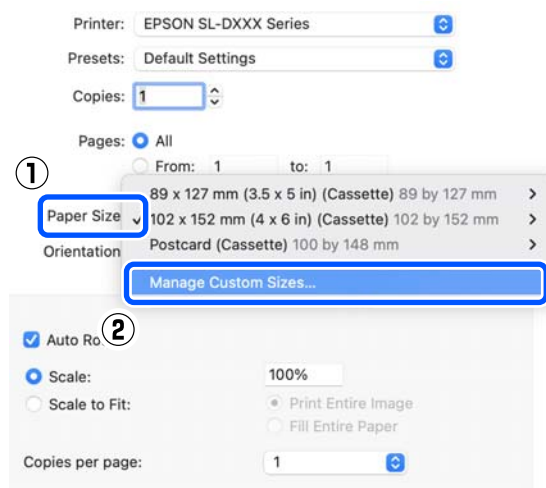 Printer: EPSON SL-DXXX Series
Presets: Default Settings
Copies: 1
Pages: All
From: 1 to: 1
①
89 x 127 mm (3.5 x 5 in) (Cassette) 89 by 127 mm
Paper Size ✓ 102 x 152 mm (4 x 6 in) (Cassette) 102 by 152 mm
Postcard (Cassette) 100 by 148 mm
Orientation
Manage Custom Sizes...
②
Auto Ro
Scale: 100%
Scale to Fit: Print Entire Image
Fill Entire Paper
Copies per page: 1